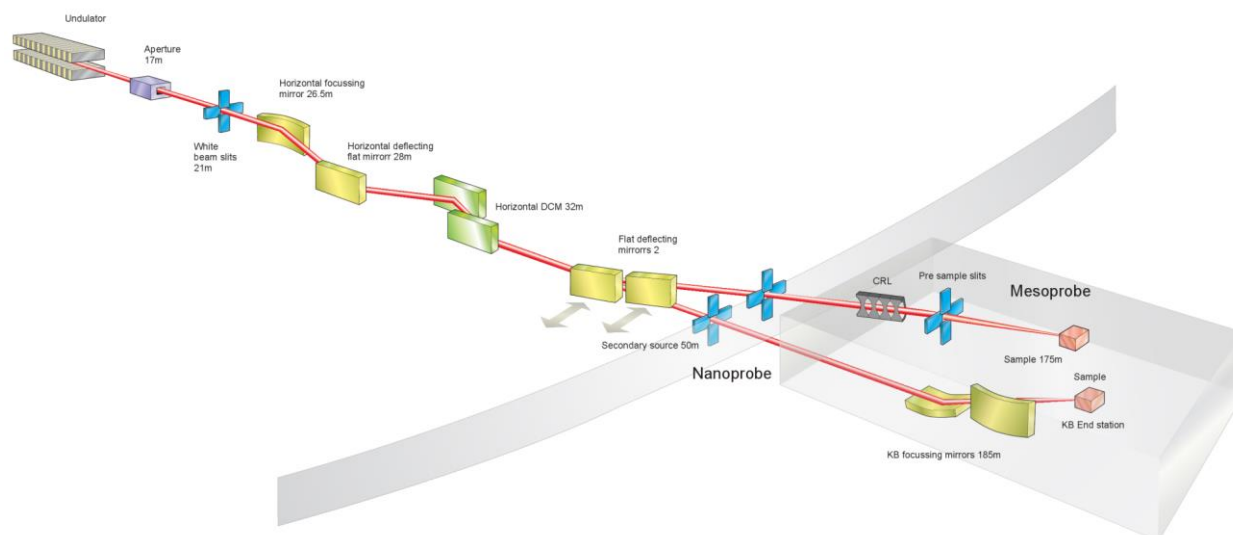 Undulator
Aperture
17m
Horizontal focussing
mirror 26.5m
White
beam slits
21m
Horizontal deflecting
flat mirrorr 28m
Horizontal DCM 32m
Flat deflecting
mirrorrs 2
CRL
Pre sample slits
Mesoprobe
Secondary source 50m
Nanoprobe
Sample 175m
Sample
KB End station
KB focussing mirrors 185m